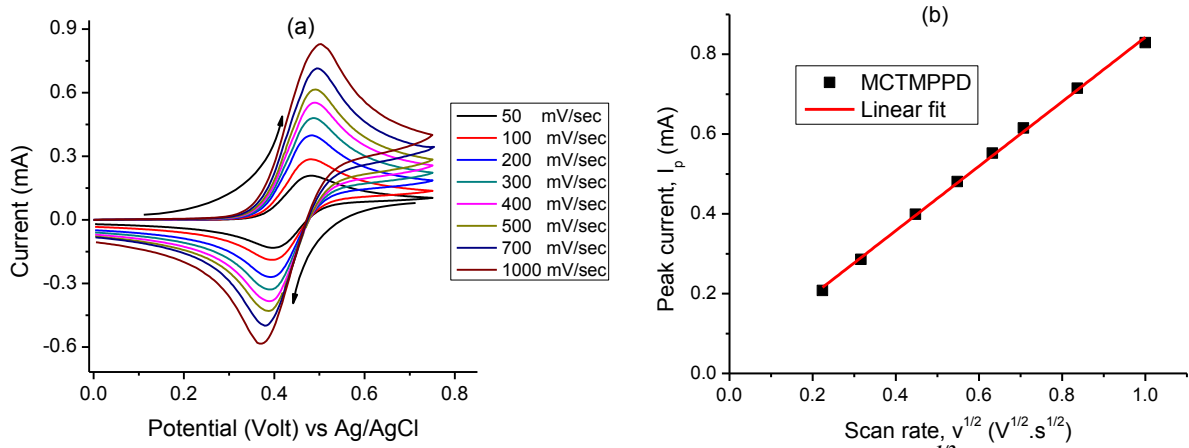 (a)
0.9
0.6
0.3
0.0
-0.3
-0.6
Current (mA)
0.0 0.2 0.4 0.6 0.8
Potential (Volt) vs Ag/AgCl
50 mV/sec
100 mV/sec
200 mV/sec
300 mV/sec
400 mV/sec
500 mV/sec
700 mV/sec
1000 mV/sec
(b)
0.8
0.6
0.4
0.2
0.0
Peak current, I_p (mA)
MCTMPPD
Linear fit
0.0 0.2 0.4 0.6 0.8 1.0
Scan rate, v^1/2 (V^1/2.s^1/2)